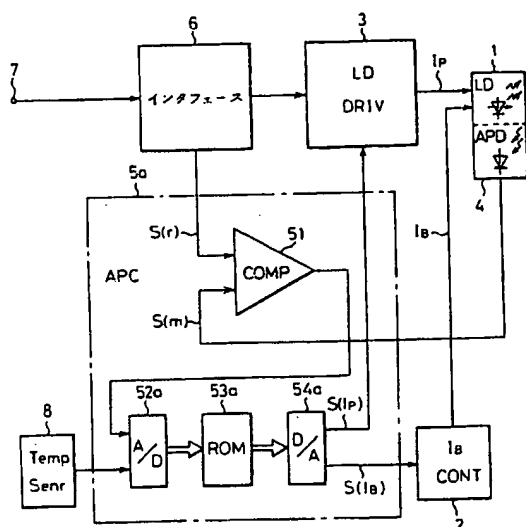 6
3
7
インタフェース
LD
DRIV
IP
1
LD
APD
4
5a
S(r)
51
APC
COMP
IB
S(m)
52a
53a
54a
S(IP)
8
Temp
Senr
A/D
ROM
D/A
S(IB)
IB
CONT
2